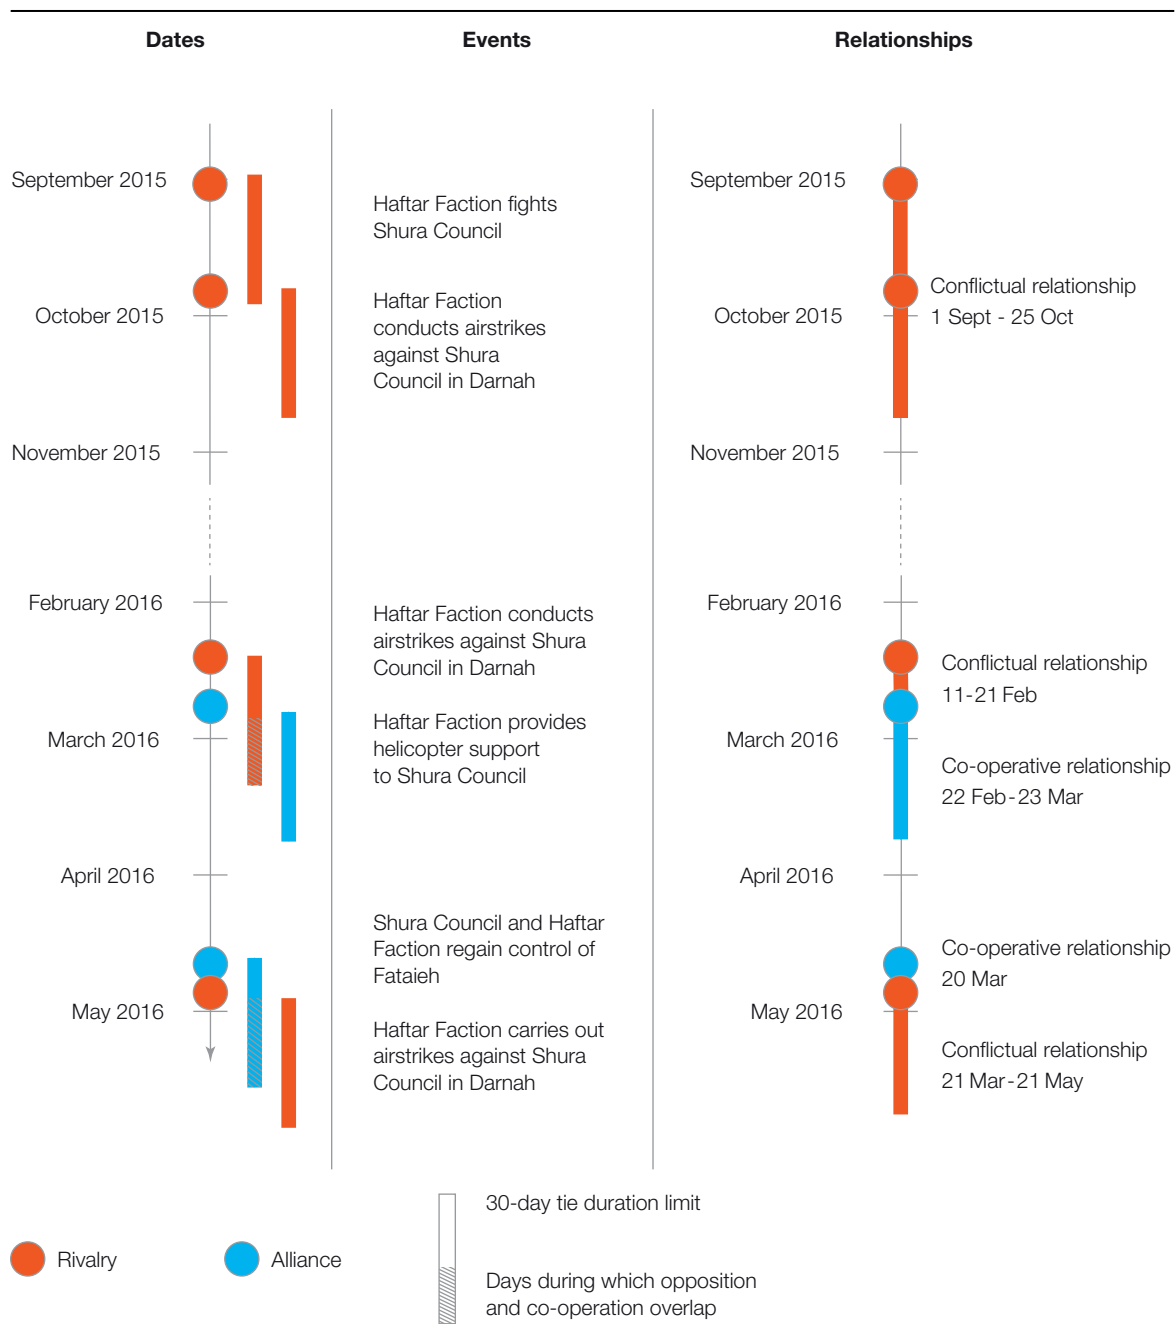 Dates
Events
Relationships
September 2015
Haftar Faction fights
Shura Council
October 2015
Haftar Faction
conducts airstrikes
against Shura
Council in Darnah
November 2015
February 2016
Haftar Faction conducts
airstrikes against Shura
Council in Darnah
March 2016
Haftar Faction provides
helicopter support
to Shura Council
April 2016
Shura Council and Haftar
Faction regain control of
Fataieh
May 2016
Haftar Faction carries out
airstrikes against Shura
Council in Darnah
September 2015
October 2015
Conflictual relationship
1 Sept - 25 Oct
November 2015
February 2016
Conflictual relationship
11-21 Feb
March 2016
Co-operative relationship
22 Feb-23 Mar
April 2016
Co-operative relationship
20 Mar
May 2016
Conflictual relationship
21 Mar-21 May
Rivalry
Alliance
30-day tie duration limit
Days during which opposition
and co-operation overlap